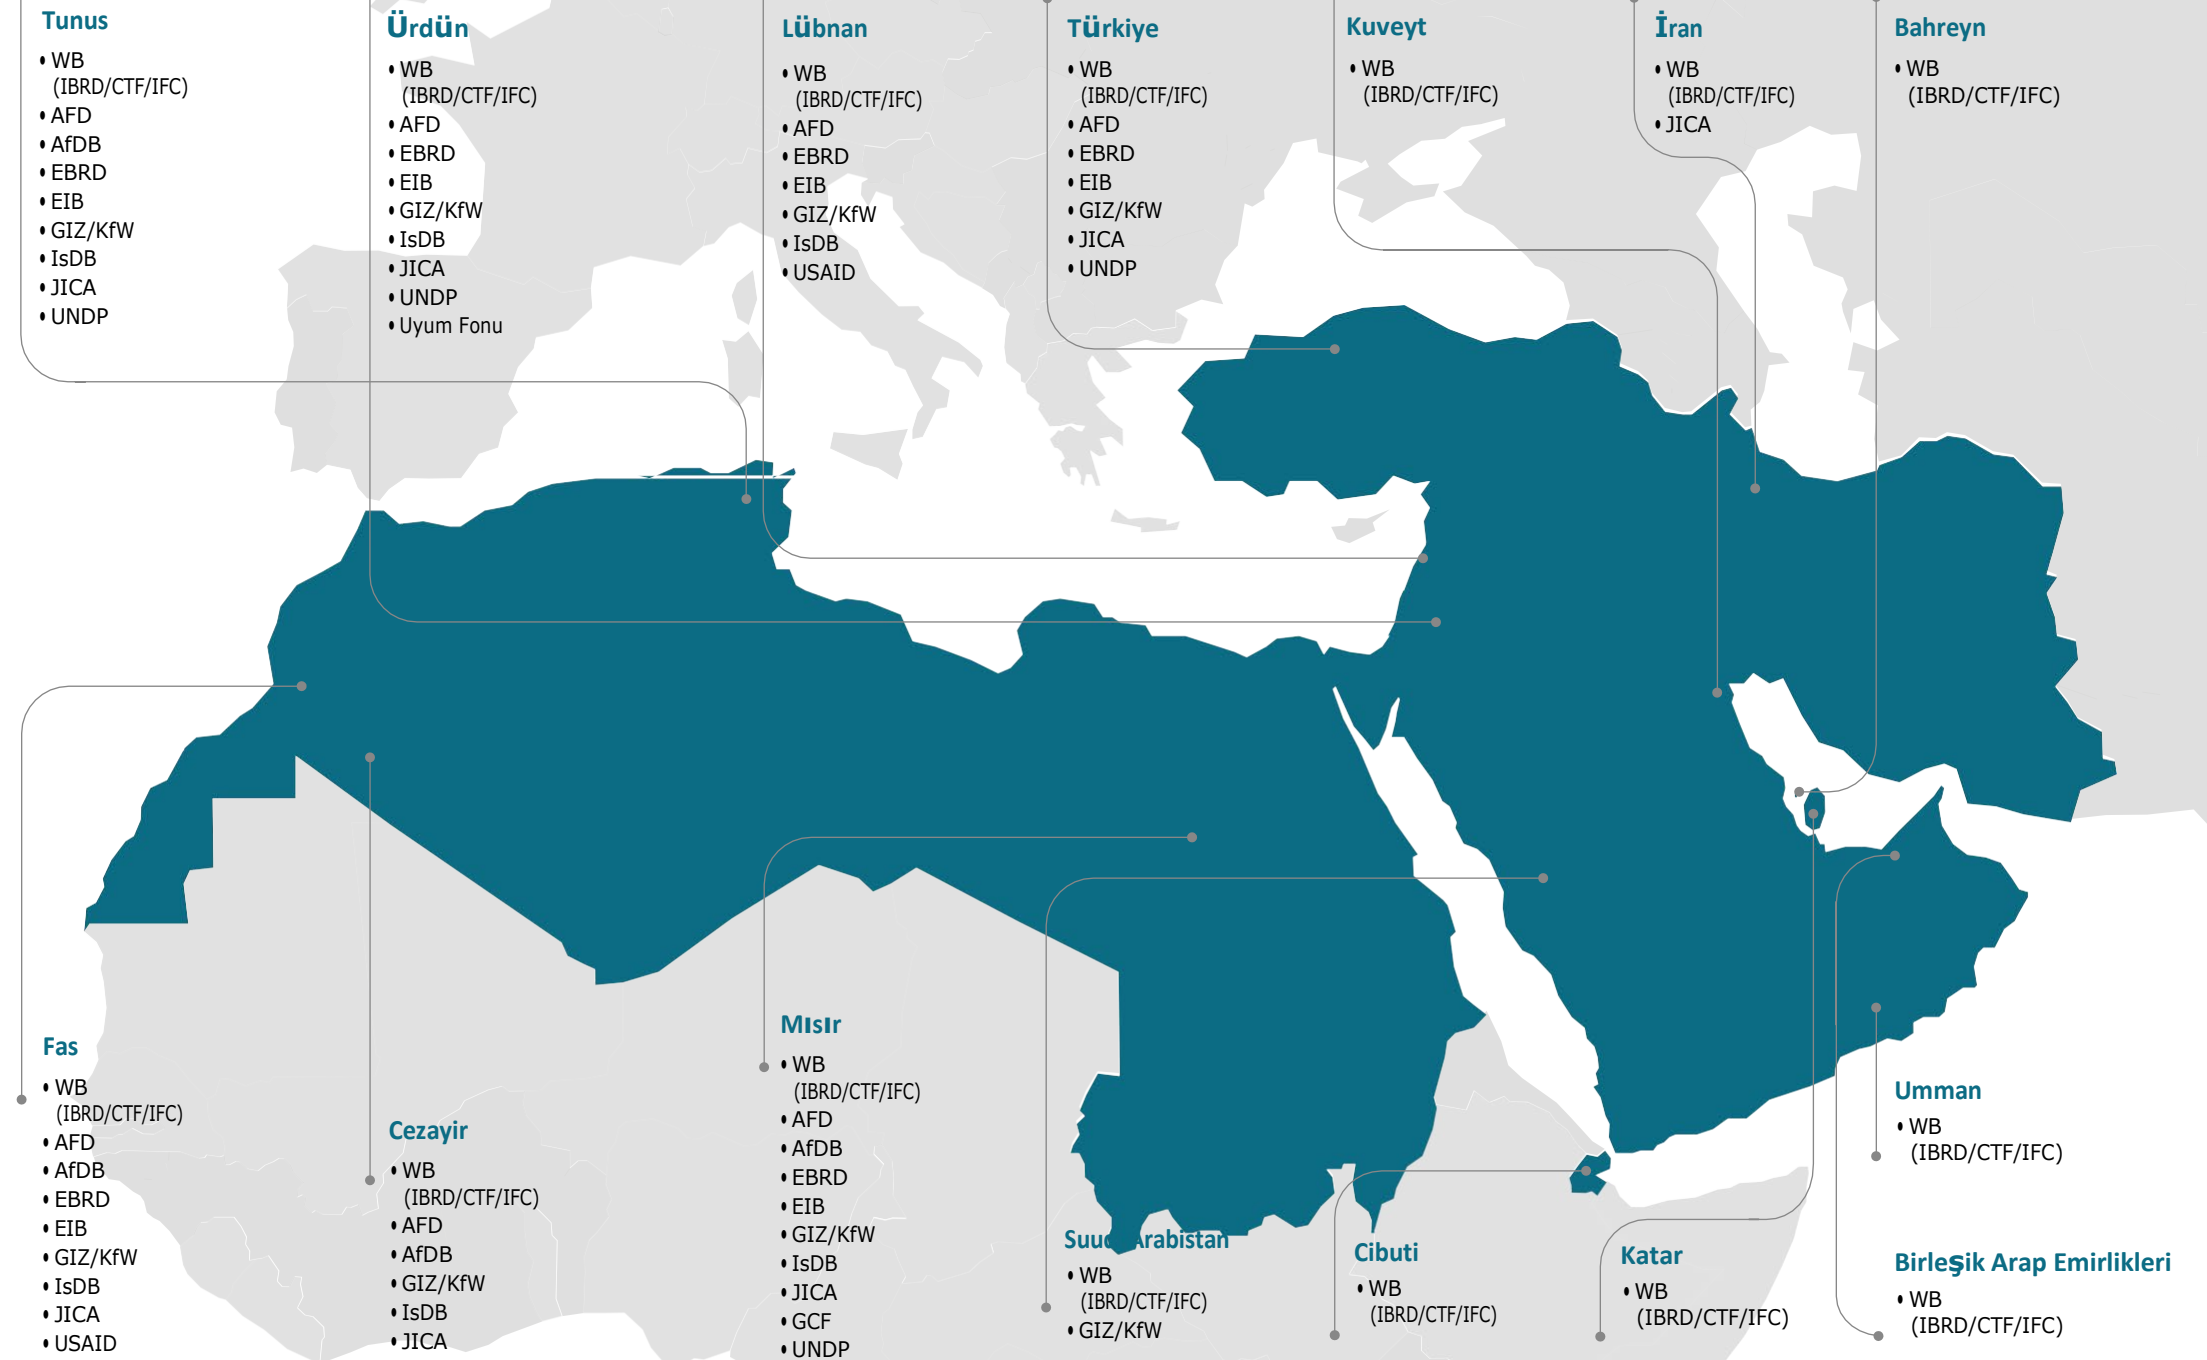 Tunus
• WB
(IBRD/CTF/IFC)
• AFD
• AfDB
• EBRD
• EIB
• GIZ/KfW
• IsDB
• JICA
• UNDP
Ürdün
• WB
(IBRD/CTF/IFC)
• AFD
• EBRD
• EIB
• GIZ/KfW
• IsDB
• JICA
• UNDP
• Uyum Fonu
Lübnan
• WB
(IBRD/CTF/IFC)
• AFD
• EBRD
• EIB
• GIZ/KfW
• IsDB
• USAID
Türkiye
• WB
(IBRD/CTF/IFC)
• AFD
• EBRD
• EIB
• GIZ/KfW
• JICA
• UNDP
Kuveyt
• WB
(IBRD/CTF/IFC)
İran
• WB
(IBRD/CTF/IFC)
• JICA
Bahreyn
• WB
(IBRD/CTF/IFC)
Fas
• WB
(IBRD/CTF/IFC)
• AFD
• AfDB
• EBRD
• EIB
• GIZ/KfW
• IsDB
• JICA
• USAID
Cezayir
• WB
(IBRD/CTF/IFC)
• AFD
• AfDB
• GIZ/KfW
• IsDB
• JICA
Mısır
• WB
(IBRD/CTF/IFC)
• AFD
• AfDB
• EBRD
• EIB
• GIZ/KfW
• IsDB
• JICA
• GCF
• UNDP
Suudi Arabistan
• WB
(IBRD/CTF/IFC)
• GIZ/KfW
Cibuti
• WB
(IBRD/CTF/IFC)
Katar
• WB
(IBRD/CTF/IFC)
Umman
• WB
(IBRD/CTF/IFC)
Birleşik Arap Emirlikleri
• WB
(IBRD/CTF/IFC)